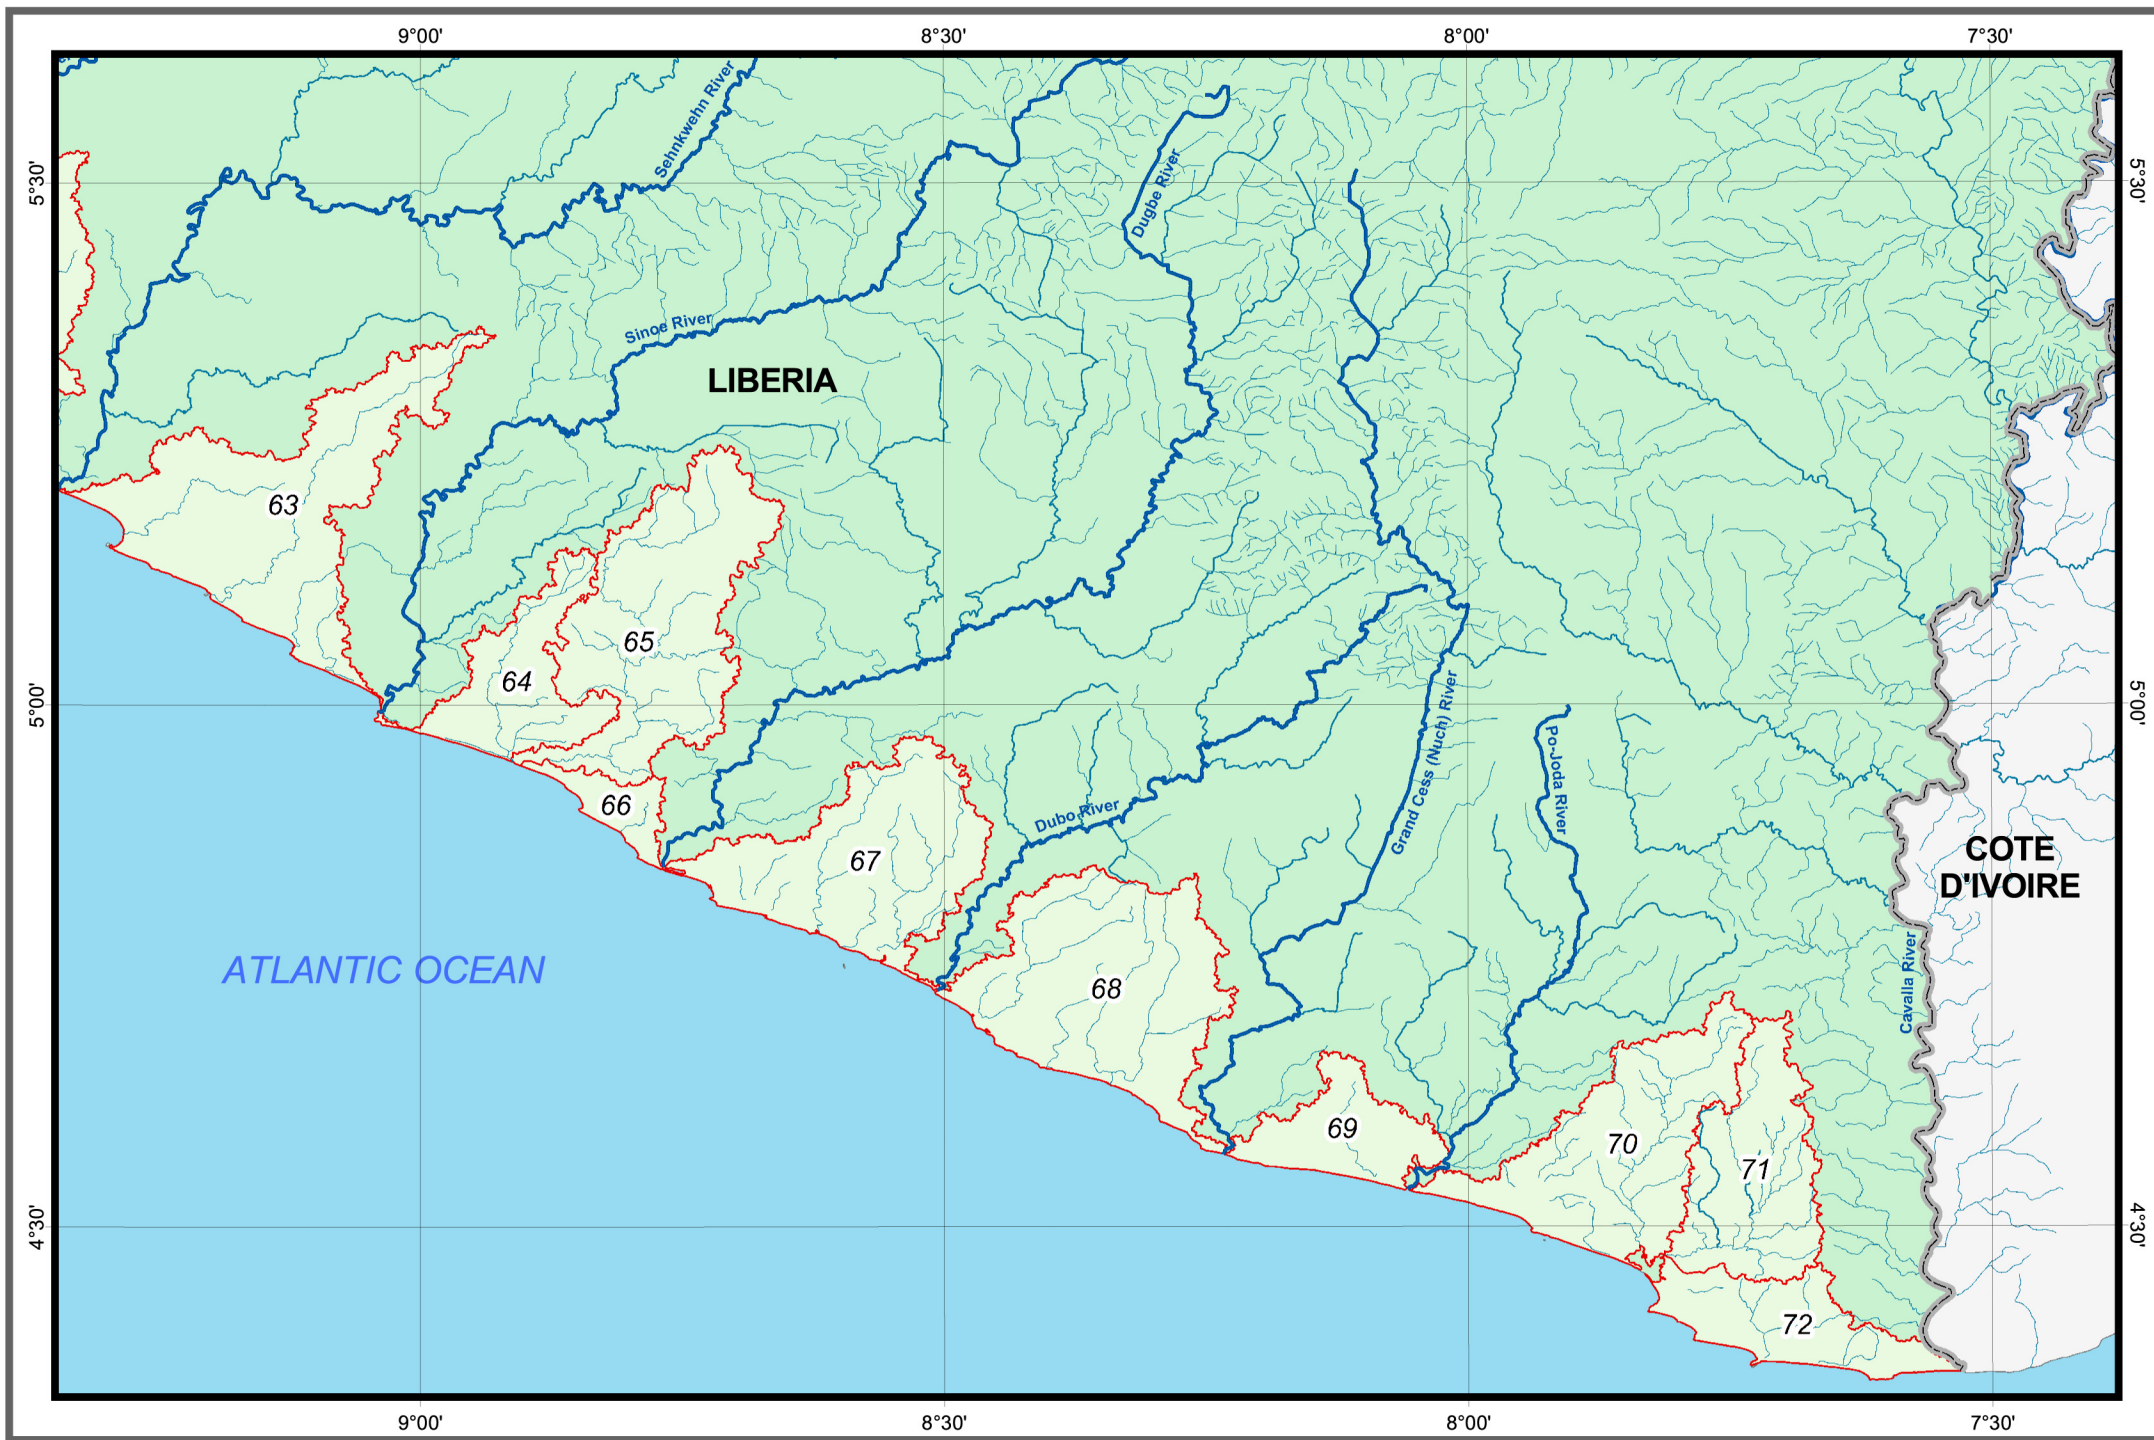 9°00'
8°30'
8°00'
7°30'
5°30'
5°30'
Sehnkwehn River
Dugbe River
Sinoe River
LIBERIA
63
65
64
5°00'
5°00'
Grand Cess (Nuch) River
Po-Joda River
66
Dubo River
67
COTE
D'IVOIRE
ATLANTIC OCEAN
Cavalla River
68
69
70
71
4°30'
4°30'
72
9°00'
8°30'
8°00'
7°30'